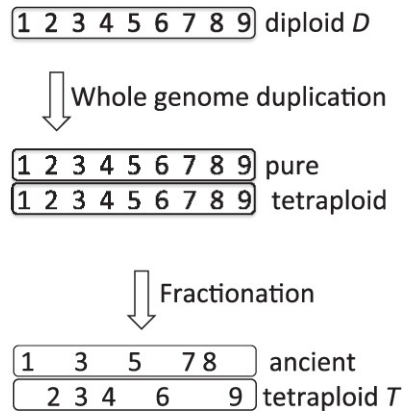 1 2 3 4 5 6 7 8 9 diploid D
Whole genome duplication
1 2 3 4 5 6 7 8 9 pure
1 2 3 4 5 6 7 8 9 tetraploid
Fractionation
1 3 5 7 8 ancient
2 3 4 6 9 tetraploid T